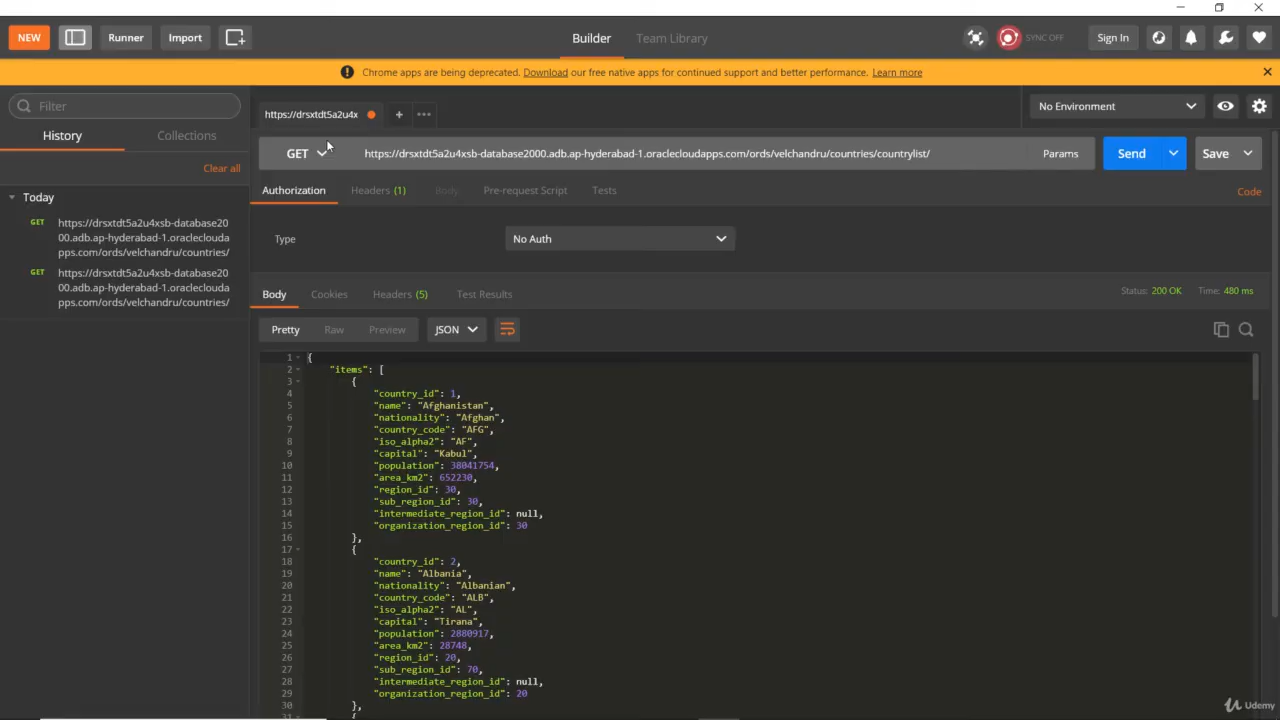 NEW Runner Import Builder Team Library SYNC OFF Sign In
Chrome apps are being deprecated. Download our free native apps for continued support and better performance. Learn more
Filter
History Collections
Clear all
Today
GET https://drsxtdt5a2u4xsb-database20
00.adb.ap-hyderabad-1.oraclecloudapps.com/ords/velchandru/countries/
GET https://drsxtdt5a2u4xsb-database20
00.adb.ap-hyderabad-1.oraclecloudapps.com/ords/velchandru/countries/
https://drsxtdt5a2u4x + ••• No Environment
GET https://drsxtdt5a2u4xsb-database2000.adb.ap-hyderabad-1.oraclecloudapps.com/ords/velchandru/countries/countrylist/ Params Send Save
Authorization Headers (1) Body Pre-request Script Tests Code
Type No Auth
Body Cookies Headers (5) Test Results Status: 200 OK Time: 480 ms
Pretty Raw Preview JSON
1 {
2 "items": [
3 {
4 "country_id": 1,
5 "name": "Afghanistan",
6 "nationality": "Afghan",
7 "country_code": "AFG",
8 "iso_alpha2": "AF",
9 "capital": "Kabul",
10 "population": 38041754,
11 "area_km2": 652230,
12 "region_id": 30,
13 "sub_region_id": 30,
14 "intermediate_region_id": null,
15 "organization_region_id": 30
16 },
17 {
18 "country_id": 2,
19 "name": "Albania",
20 "nationality": "Albanian",
21 "country_code": "ALB",
22 "iso_alpha2": "AL",
23 "capital": "Tirana",
24 "population": 2880917,
25 "area_km2": 28748,
26 "region_id": 20,
27 "sub_region_id": 70,
28 "intermediate_region_id": null,
29 "organization_region_id": 20
30 },
31 {
Udemy